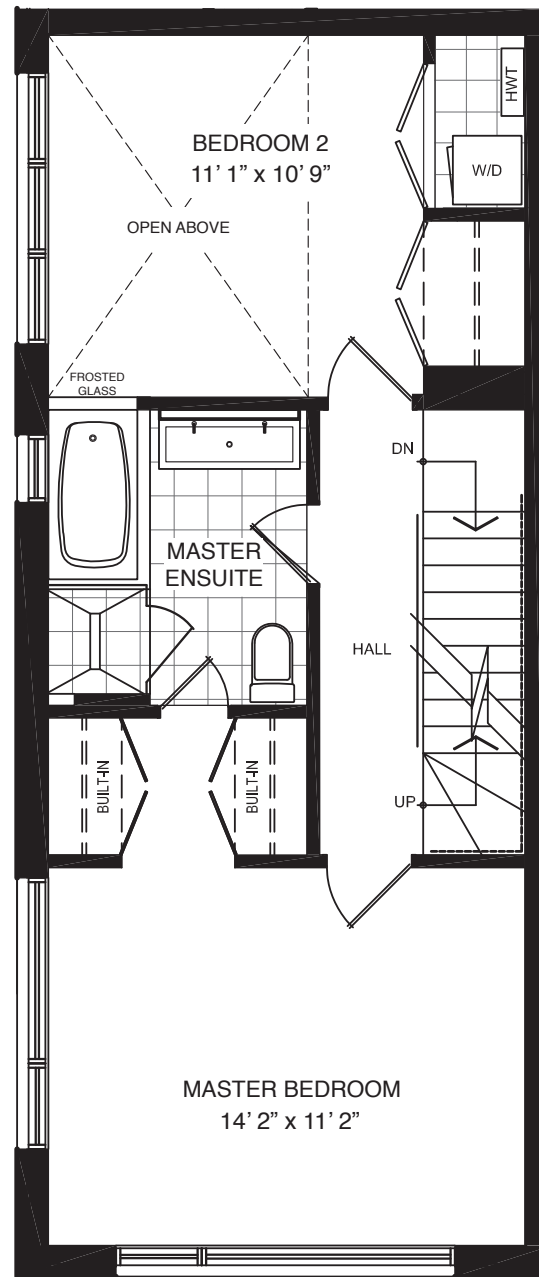 HWT
BEDROOM 2
11’ 1” x 10’ 9”
W/D
OPEN ABOVE
FROSTED
GLASS
DN
MASTER
ENSUITE
HALL
BUILT-IN
BUILT-IN
UP
MASTER BEDROOM
14’ 2” x 11’ 2”